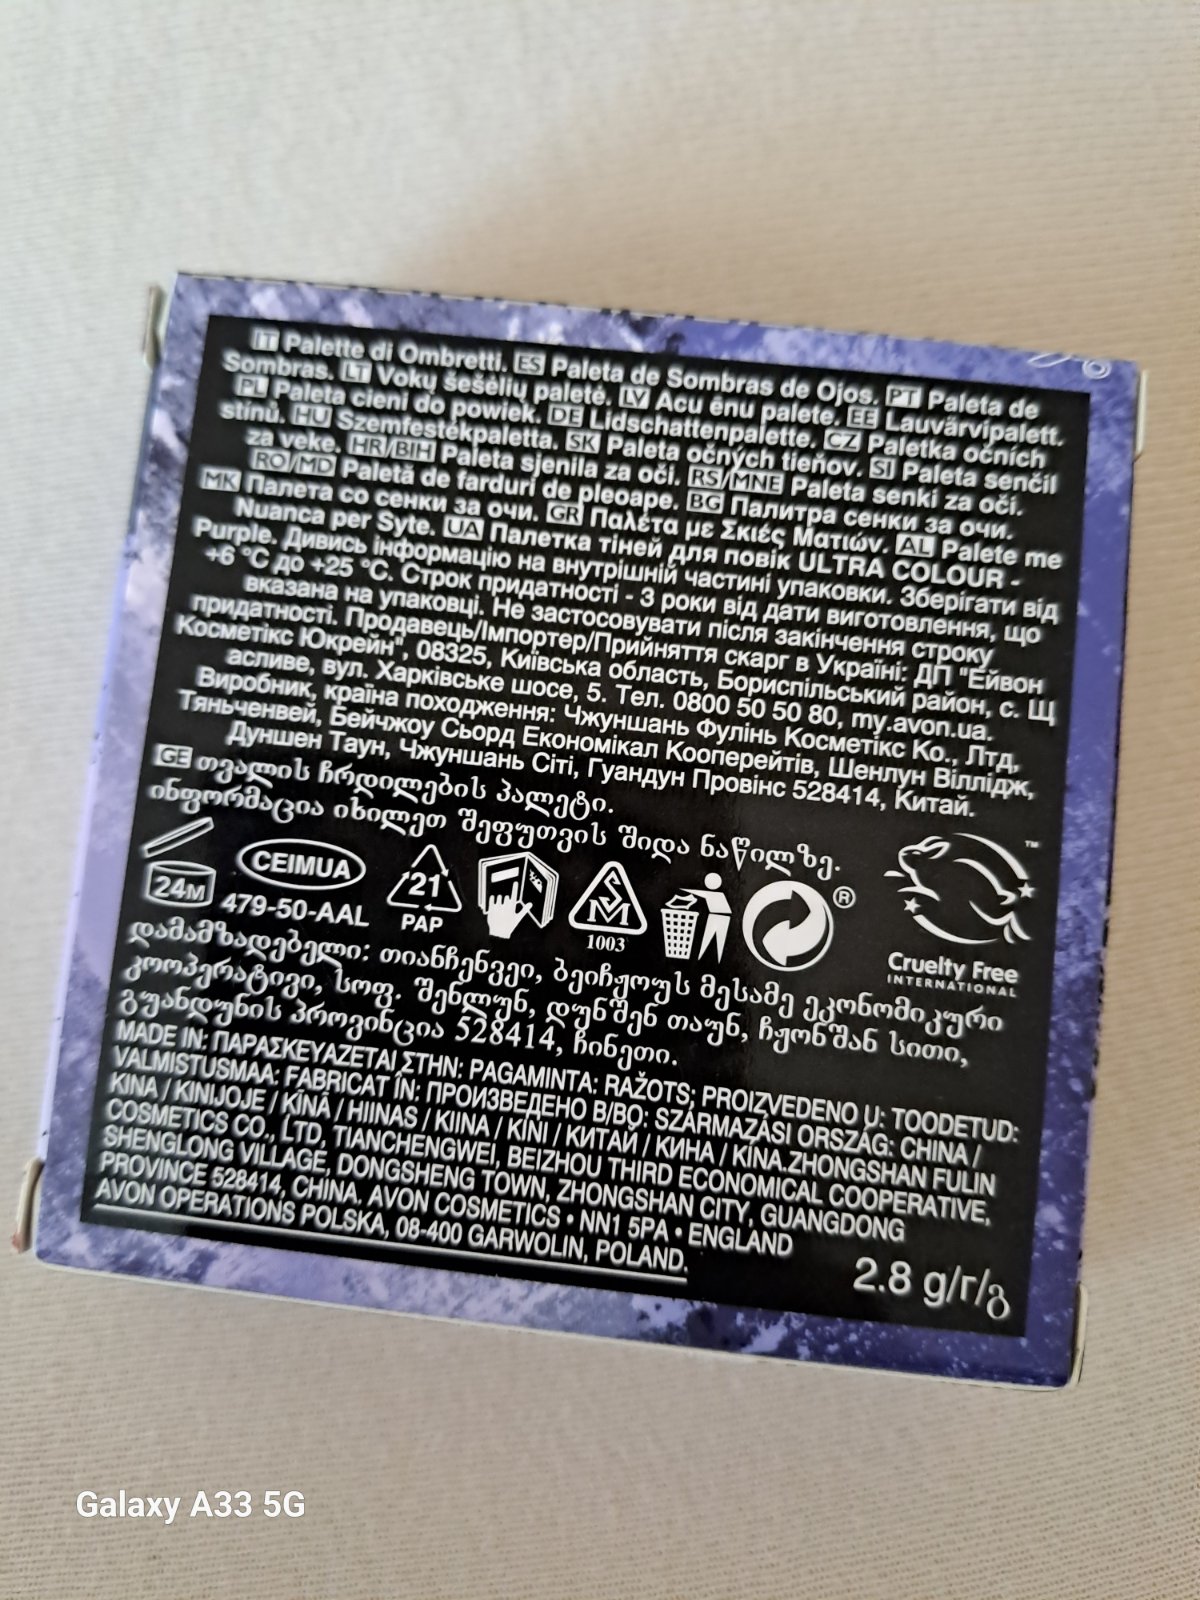 IT Palette di Ombretti. ES Paleta de Sombras de Ojos. PT Paleta de
Sombras. LT Vokų šešėlių paletė. LV Acu ēnu palete. EE Lauvärvipalett.
PL Paleta cieni do powiek. DE Lidschattenpalette. CZ Paletka očních
stínů. HU Szemfestékpaletta. SK Paleta očných tieňov. SI Paleta senčil
za veke. HR/BIH Paleta sjenila za oči. RS/MNE Paleta senki za oči.
RO/MD Paletă de farduri de pleoape. BG Палитра сенки за очи.
MK Палета со сенки за очи. GR Παλέτα με Σκιές Ματιών. AL Palete me
Nuanca per Syte. UA Палетка тіней для повік ULTRA COLOUR -
Purple. Дивись інформацію на внутрішній частині упаковки. Зберігати від
+6 °C до +25 °C. Строк придатності - 3 роки від дати виготовлення, що
вказана на упаковці. Не застосовувати після закінчення строку
придатності. Продавець/Імпортер/Прийняття скарг в Україні: ДП "Ейвон
Косметікс Юкрейн", 08325, Київська область, Бориспільський район, с. Щ
асливе, вул. Харківське шосе, 5. Тел. 0800 50 50 80, my.avon.ua.
Виробник, країна походження: Чжуншань Фулінь Косметікс Ко., Лтд,
Тяньченвей, Бейчжоу Сьорд Економікал Кооперейтів, Шенлун Віллідж,
Дуншен Таун, Чжуншань Сіті, Гуандун Провінс 528414, Китай.
GE თვალის ჩრდილების პალეტი.
ინფორმაცია იხილეთ შეფუთვის შიდა ნაწილზე.
24M CEIMUA 479-50-AAL 21 PAP SM 1003 ® ™
Cruelty Free
INTERNATIONAL
დამამზადებელი: თიანჩენვეი, ბეიჩჟოუს მესამე ეკონომიკური
კოოპერატივი, სოფ. შენლუნ, დუნშენ თაუნ, ჩჟონშან სითი,
გუანდუნის პროვინცია 528414, ჩინეთი.
MADE IN: ΠΑΡΑΣΚΕΥΑΖΕΤΑΙ ΣΤΗΝ: PAGAMINTA: RAŽOTS; PROIZVEDENO U: TOODETUD:
VALMISTUSMAA: FABRICAT ÎN: ПРОИЗВЕДЕНО В/ВО: SZÁRMAZÁSI ORSZÁG: CHINA /
KINA / KINIJOJE / ĶĪNĀ / HIINAS / KIINA / KÍNI / КИТАЙ / КИНА / KÍNA.ZHONGSHAN FULIN
COSMETICS CO., LTD, TIANCHENGWEI, BEIZHOU THIRD ECONOMICAL COOPERATIVE,
SHENGLONG VILLAGE, DONGSHENG TOWN, ZHONGSHAN CITY, GUANGDONG
PROVINCE 528414, CHINA. AVON COSMETICS • NN1 5PA • ENGLAND
AVON OPERATIONS POLSKA, 08-400 GARWOLIN, POLAND.
2.8 g/г/გ
Galaxy A33 5G